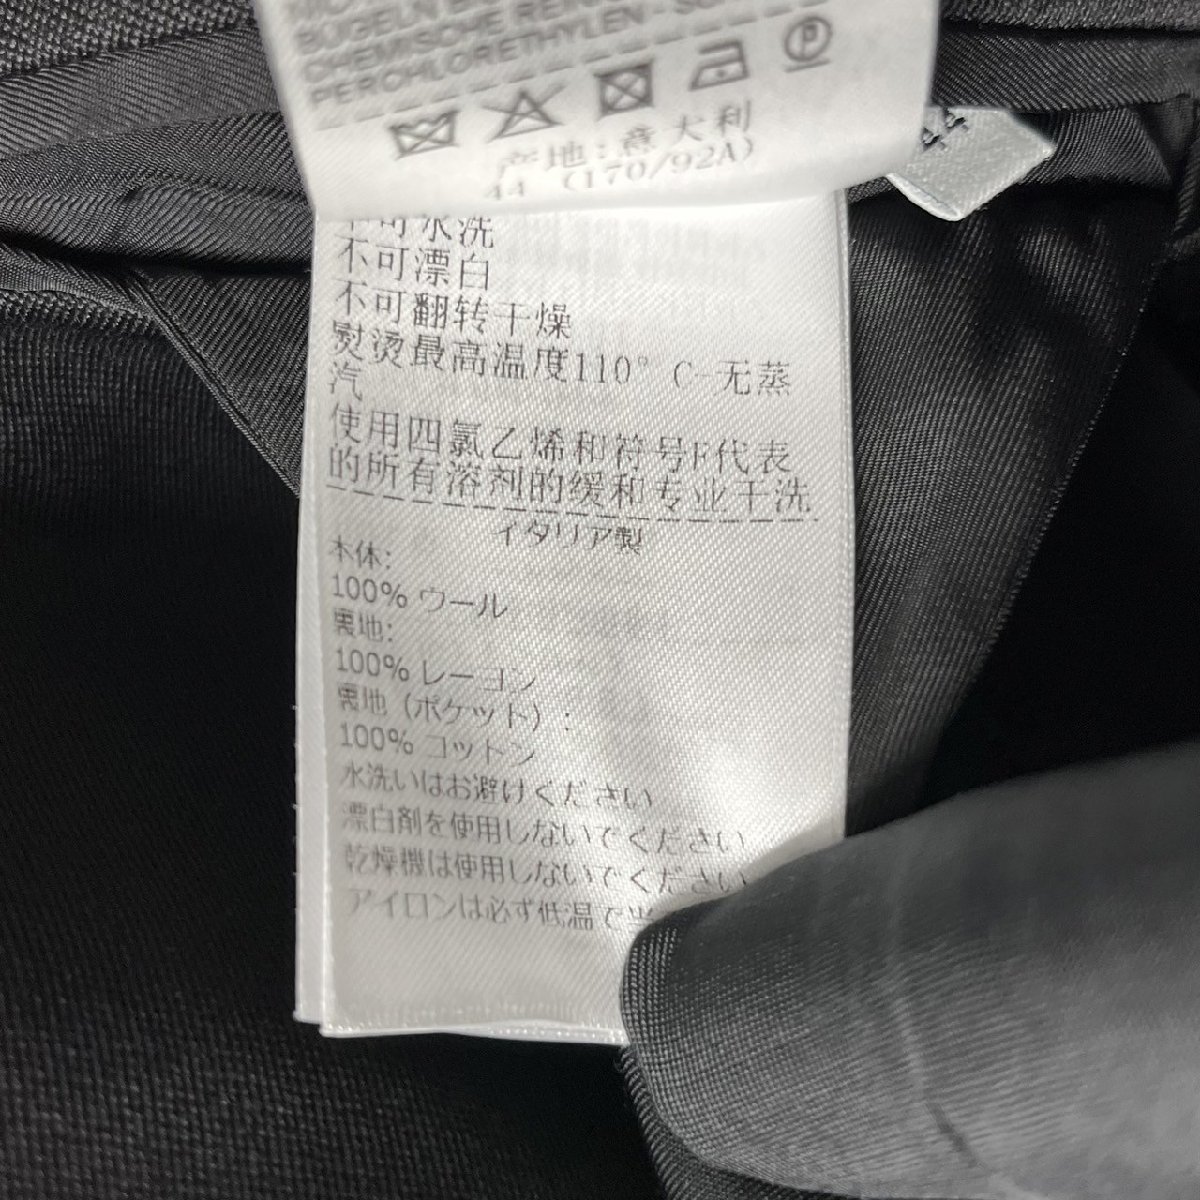 BÜGELN
CHEMISCHE
PERCHLORETHYLEN -
P
产地:意大利
44 (170/92A)
44
不可水洗
不可漂白
不可翻转干燥
熨烫最高温度110° C-无蒸
汽
使用四氯乙烯和符号F代表
的所有溶剂的缓和专业干洗
イタリア製
本体:
100% ウール
裏地:
100% レーヨン
裏地 (ポケット) :
100% コットン
水洗いはお避けください
漂白剤を使用しないでください
乾燥機は使用しないでください
アイロンは必ず低温で